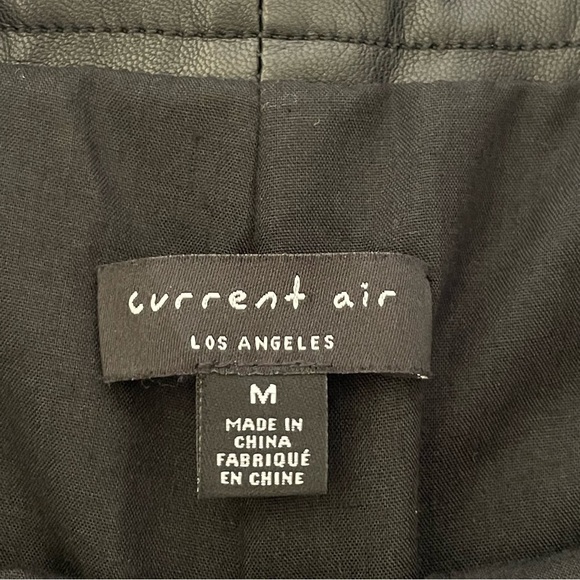 current air
LOS ANGELES
M
MADE IN
CHINA
FABRIQUÉ
EN CHINE